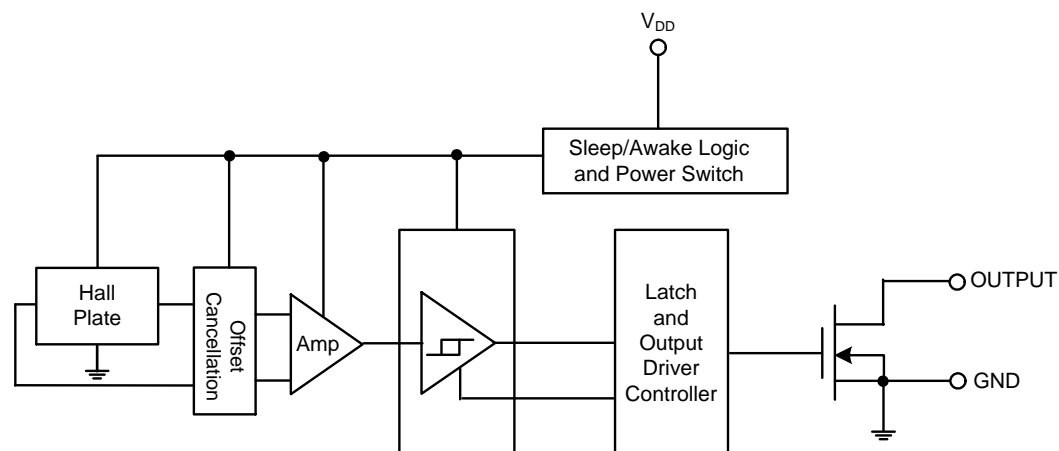 VDD
Sleep/Awake Logic
and Power Switch
Hall
Plate
Offset
Cancellation
Amp
Latch
and
Output
Driver
Controller
OUTPUT
GND